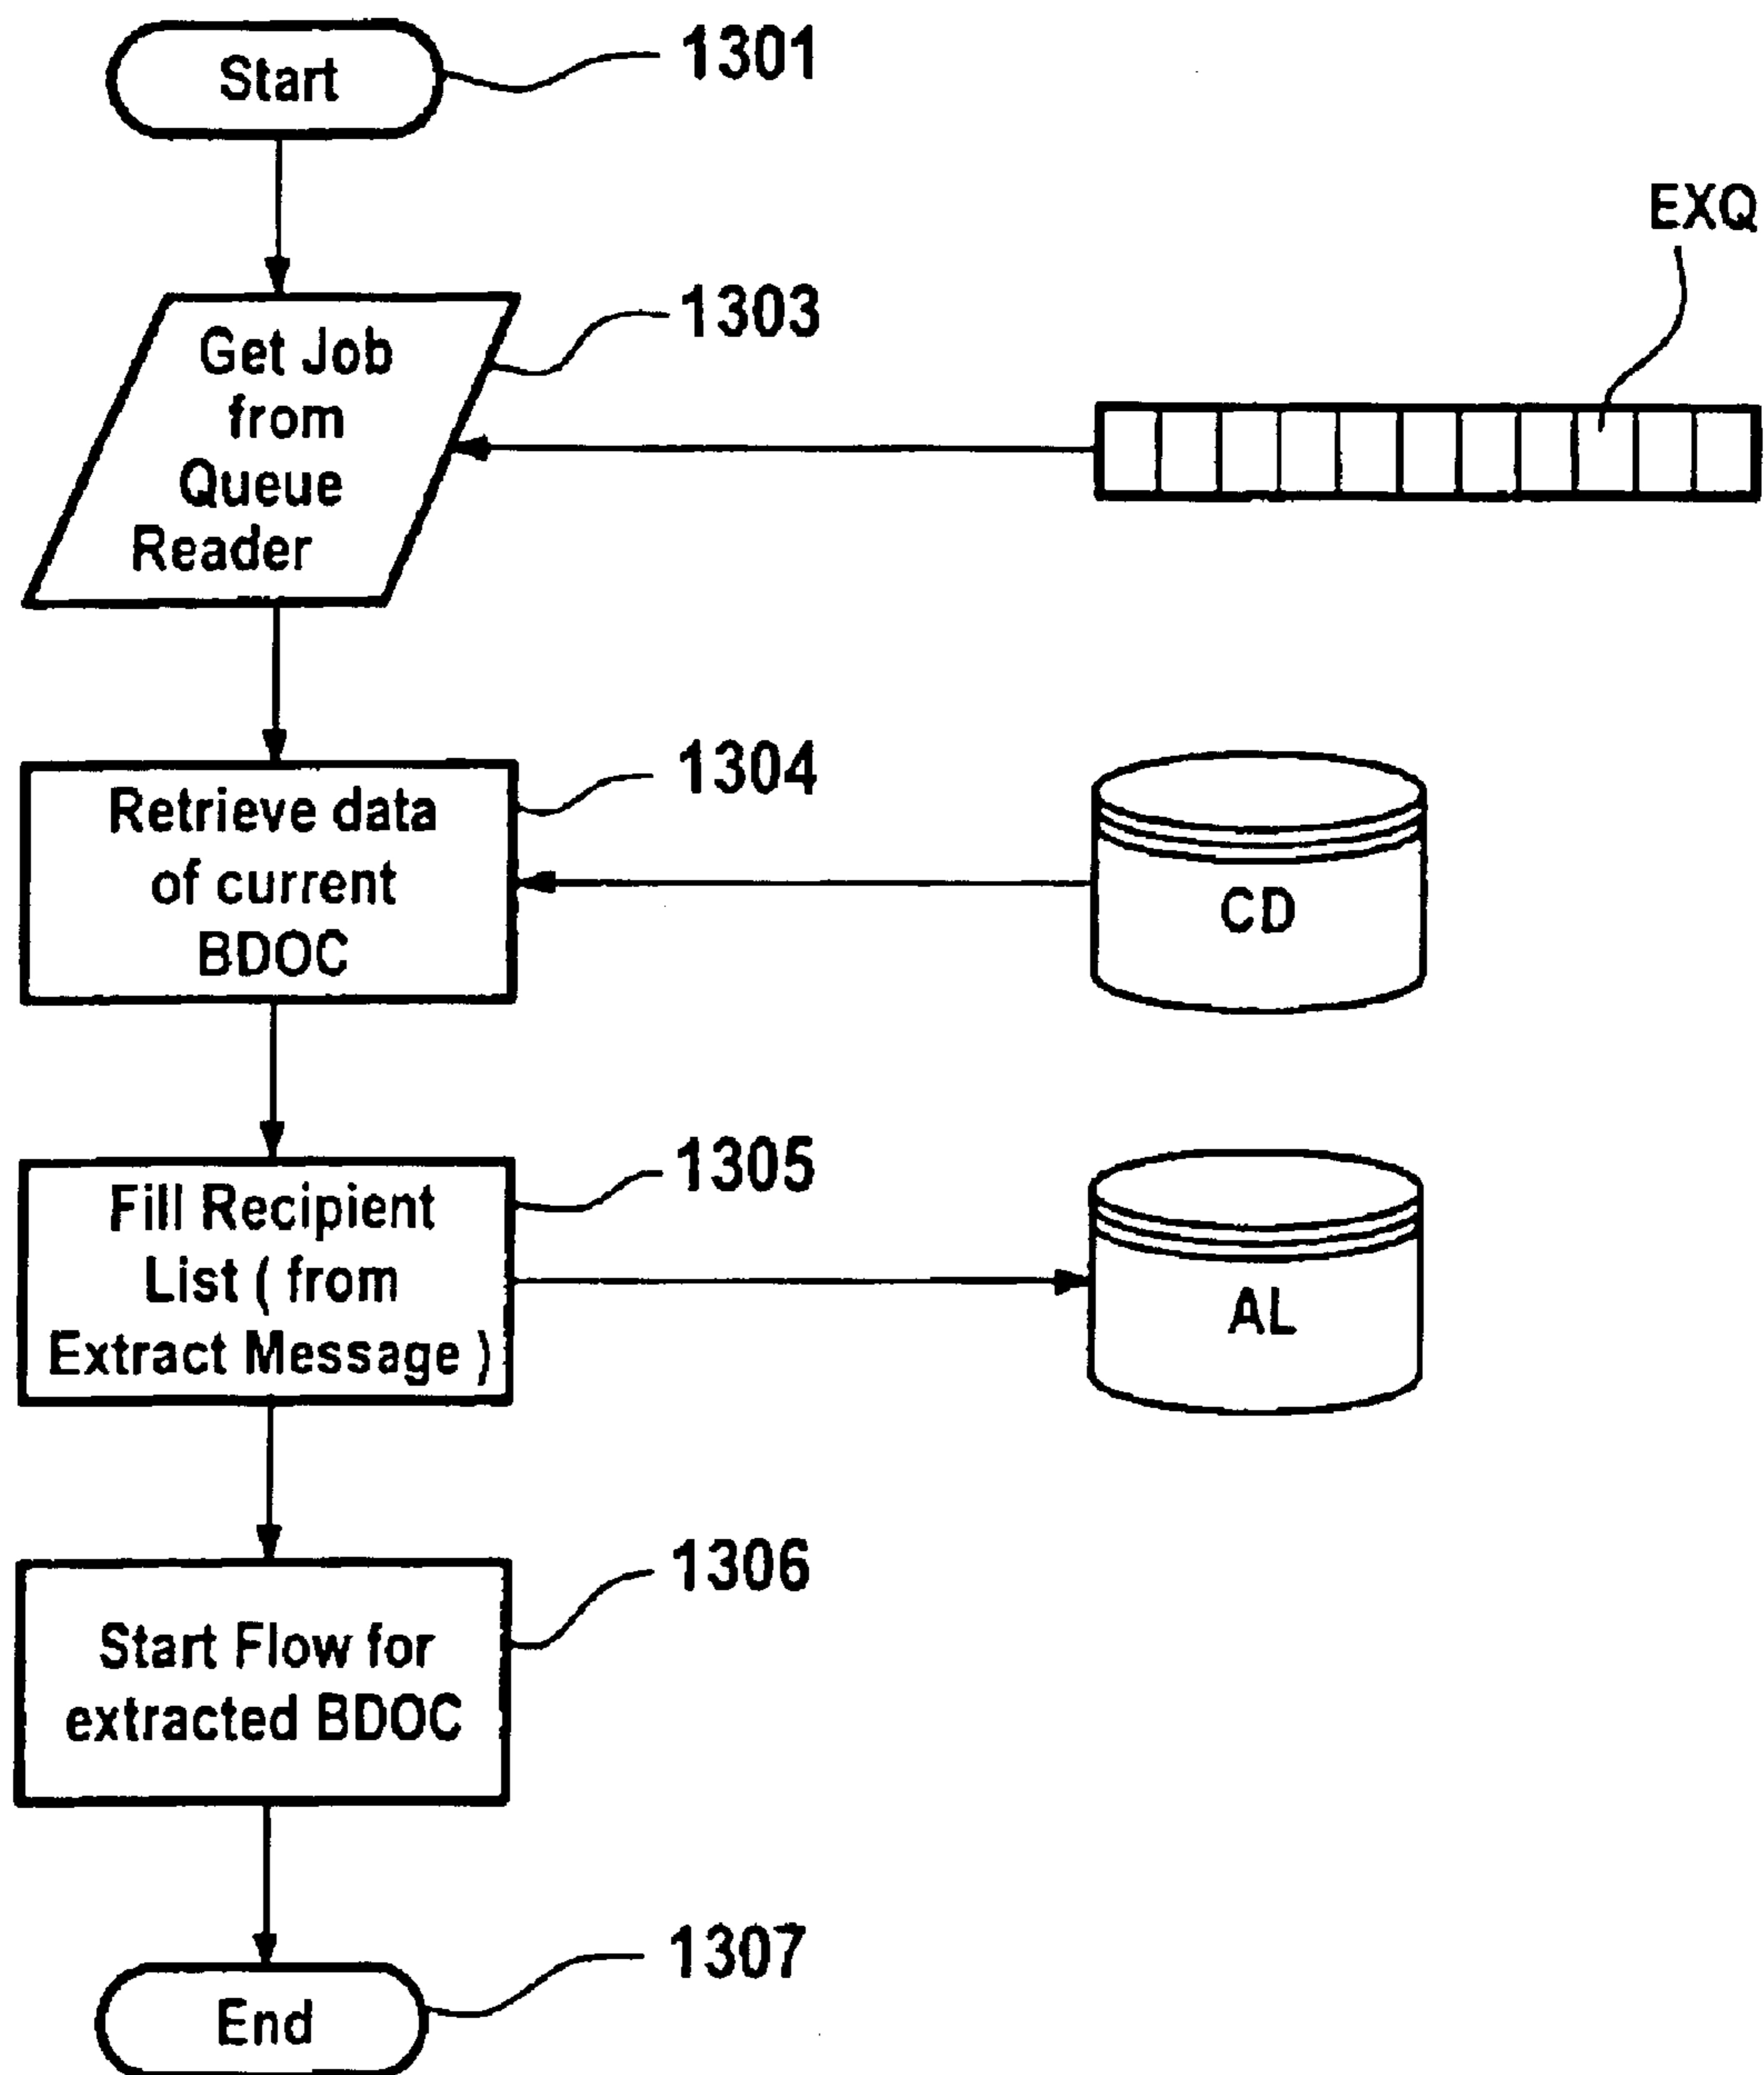 Start
1301
EXQ
Get Job
from
Queue
Reader
1303
Retrieve data
of current
BDOC
1304
CD
Fill Recipient
List ( from
Extract Message )
1305
AL
Start Flow for
extracted BDOC
1306
End
1307